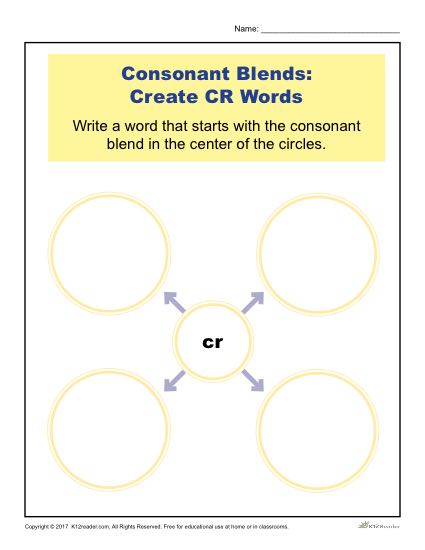 Name: ______________________________
Consonant Blends:
Create CR Words
Write a word that starts with the consonant
blend in the center of the circles.
cr
Copyright © 2017 K12reader.com. All Rights Reserved. Free for educational use at home or in classrooms.
K12Reader